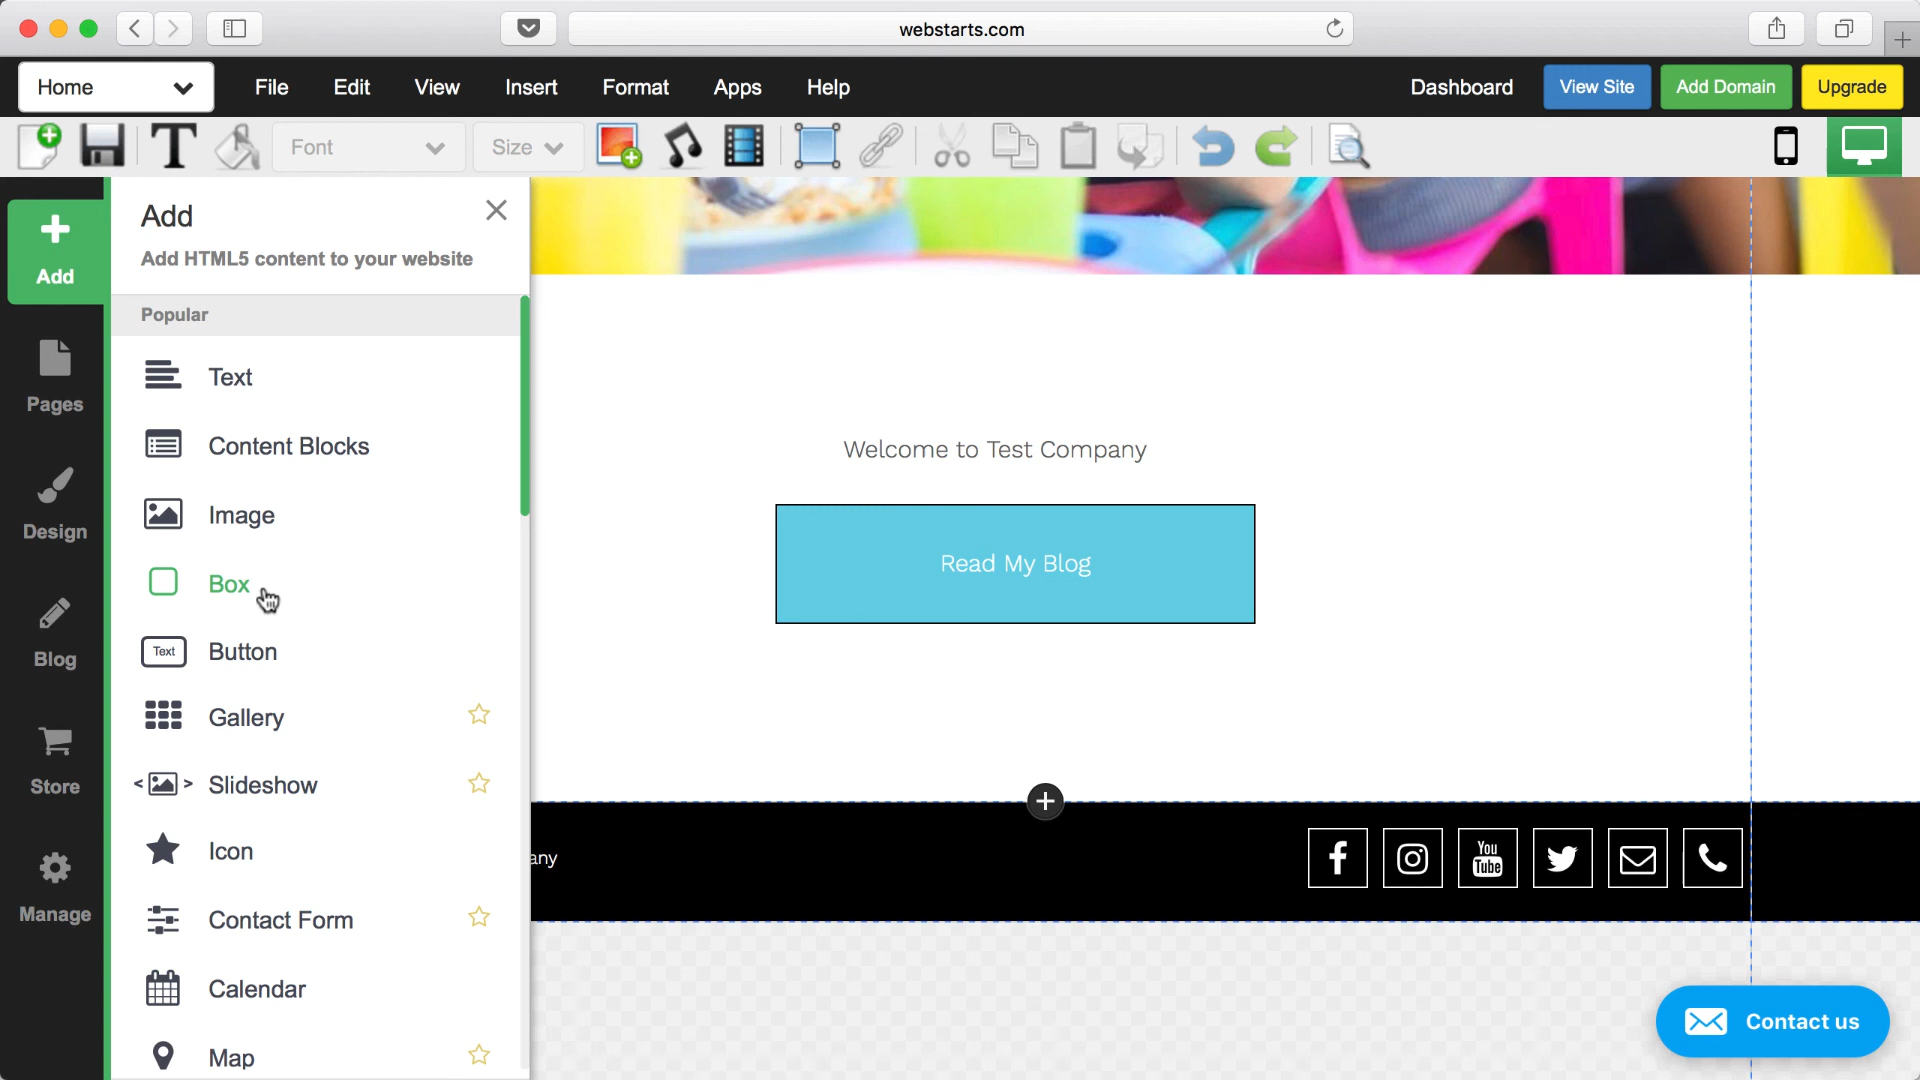 webstarts.com
Home
File
Edit
View
Insert
Format
Apps
Help
Dashboard
View Site
Add Domain
Upgrade
T
Font
Size
Add
Pages
Design
Blog
Store
Manage
Add
Add HTML5 content to your website
Popular
Text
Content Blocks
Image
Box
Text
Button
Gallery
Slideshow
Icon
Contact Form
Calendar
Map
Welcome to Test Company
Read My Blog
any
You
Tube
Contact us